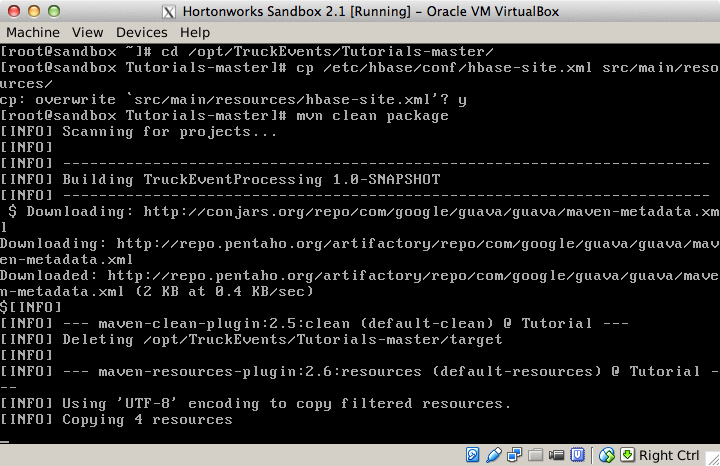 Hortonworks Sandbox 2.1 [Running] – Oracle VM VirtualBox
Machine View Devices Help
[root@sandbox ~]# cd /opt/TruckEvents/Tutorials-master/
[root@sandbox Tutorials-master]# cp /etc/hbase/conf/hbase-site.xml src/main/reso
urces/
cp: overwrite `src/main/resources/hbase-site.xml'? y
[root@sandbox Tutorials-master]# mvn clean package
[INFO] Scanning for projects...
[INFO]
[INFO] ------------------------------------------------------------------------
[INFO] Building TruckEventProcessing 1.0-SNAPSHOT
[INFO] ------------------------------------------------------------------------
$ Downloading: http://conjars.org/repo/com/google/guava/guava/maven-metadata.xm
l
Downloading: http://repo.pentaho.org/artifactory/repo/com/google/guava/guava/mav
en-metadata.xml
Downloaded: http://repo.pentaho.org/artifactory/repo/com/google/guava/guava/mave
n-metadata.xml (2 KB at 0.4 KB/sec)
$[INFO]
[INFO] --- maven-clean-plugin:2.5:clean (default-clean) @ Tutorial ---
[INFO] Deleting /opt/TruckEvents/Tutorials-master/target
[INFO]
[INFO] --- maven-resources-plugin:2.6:resources (default-resources) @ Tutorial -
--
[INFO] Using 'UTF-8' encoding to copy filtered resources.
[INFO] Copying 4 resources
Right Ctrl